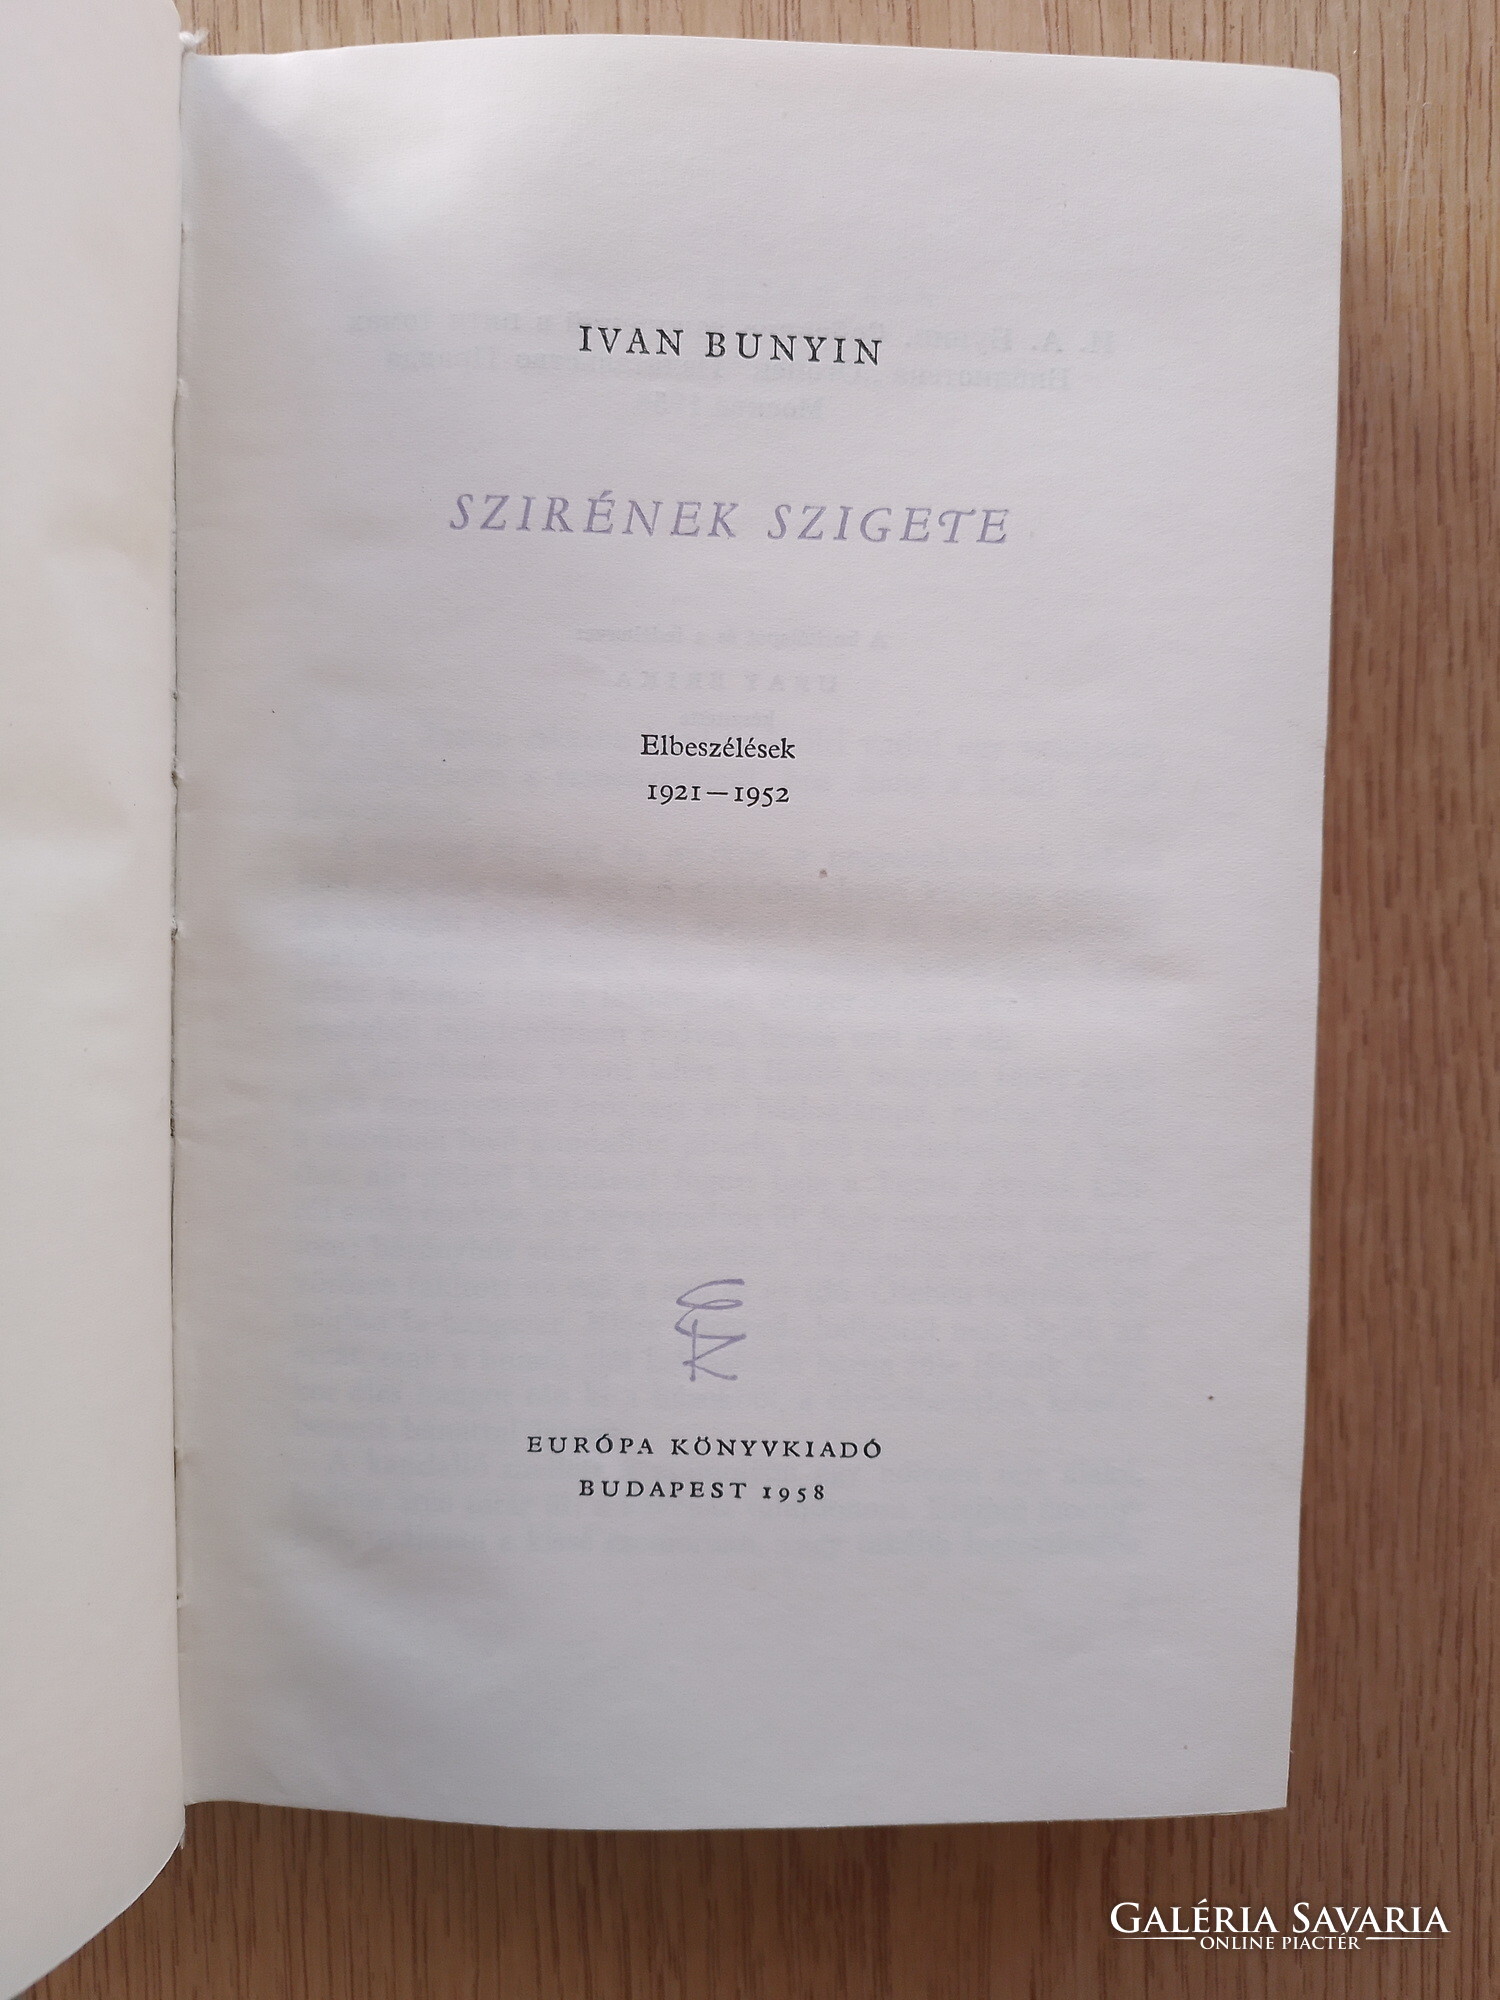 IVAN BUNYIN
SZIRÉNEK SZIGETE
Elbeszélések
1921—1952
EURÓPA KÖNYVKIADÓ
BUDAPEST 1958
GALÉRIA SAVARIA
ONLINE PIACTÉR